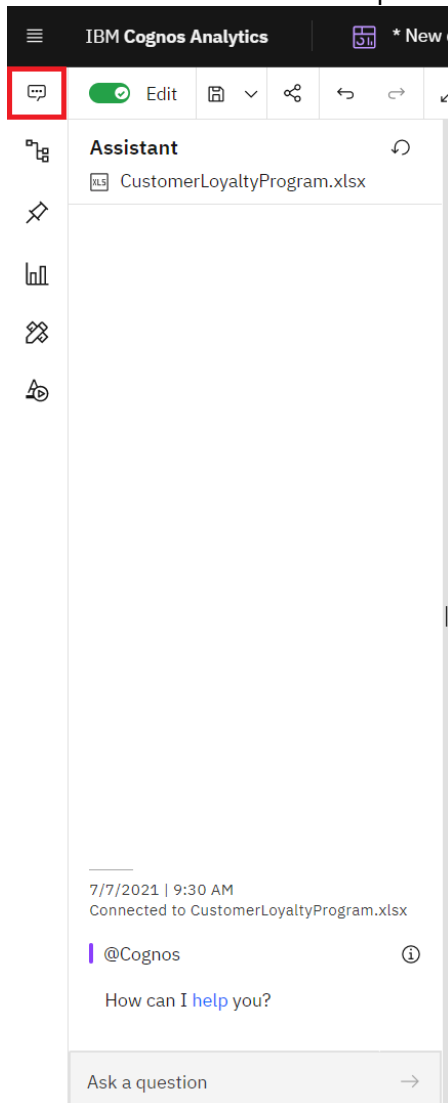 IBM Cognos Analytics
* New
Edit
Assistant
XLS CustomerLoyaltyProgram.xlsx
7/7/2021 | 9:30 AM
Connected to CustomerLoyaltyProgram.xlsx
@Cognos
How can I help you?
Ask a question